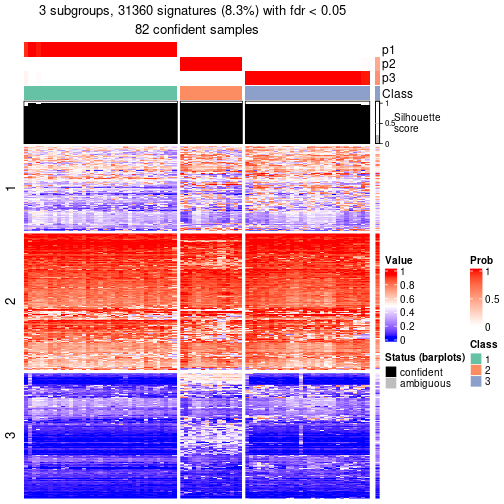 3 subgroups, 31360 signatures (8.3%) with fdr < 0.05
82 confident samples
p1
p2
p3
Class
1
0.5
0
Silhouette
score
1
2
3
Value
1
0.8
0.6
0.4
0.2
0
Prob
1
0.5
0
Status (barplots)
confident
ambiguous
Class
1
2
3